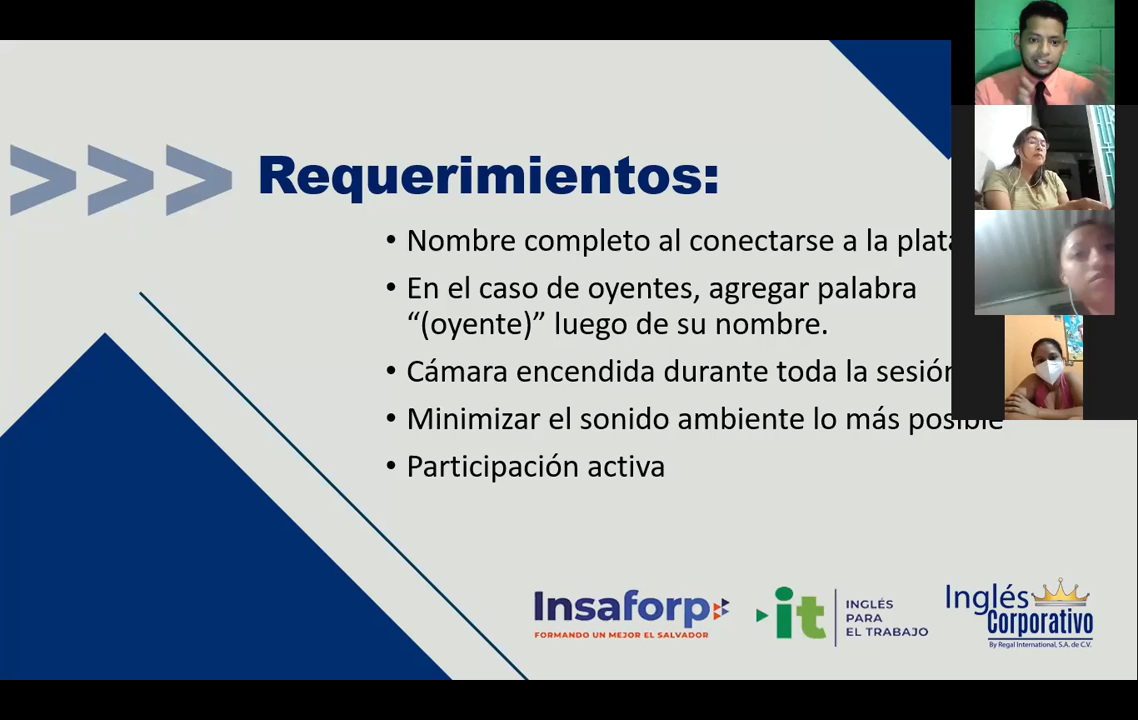 >>> Requerimientos:
• Nombre completo al conectarse a la
• En el caso de oyentes, agregar palabra
“(oyente)” luego de su nombre.
• Cámara encendida durante toda la sesión
• Minimizar el sonido ambiente lo más posible
• Participación activa
Insaforp
FORMANDO UN MEJOR EL SALVADOR
it
INGLÉS
PARA
EL TRABAJO
Inglés
Corporativo
By Regal International, S.A. de C.V.